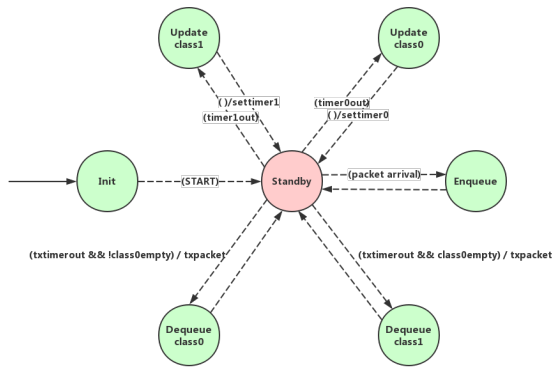 Update
class1
Update
class0
( )/settimer1
(timer1out)
(timer0out)
( )/settimer0
Init
(START)
Standby
(packet arrival)
Enqueue
(txtimerout && !class0empty) / txpacket
(txtimerout && class0empty) / txpacket
Dequeue
class0
Dequeue
class1